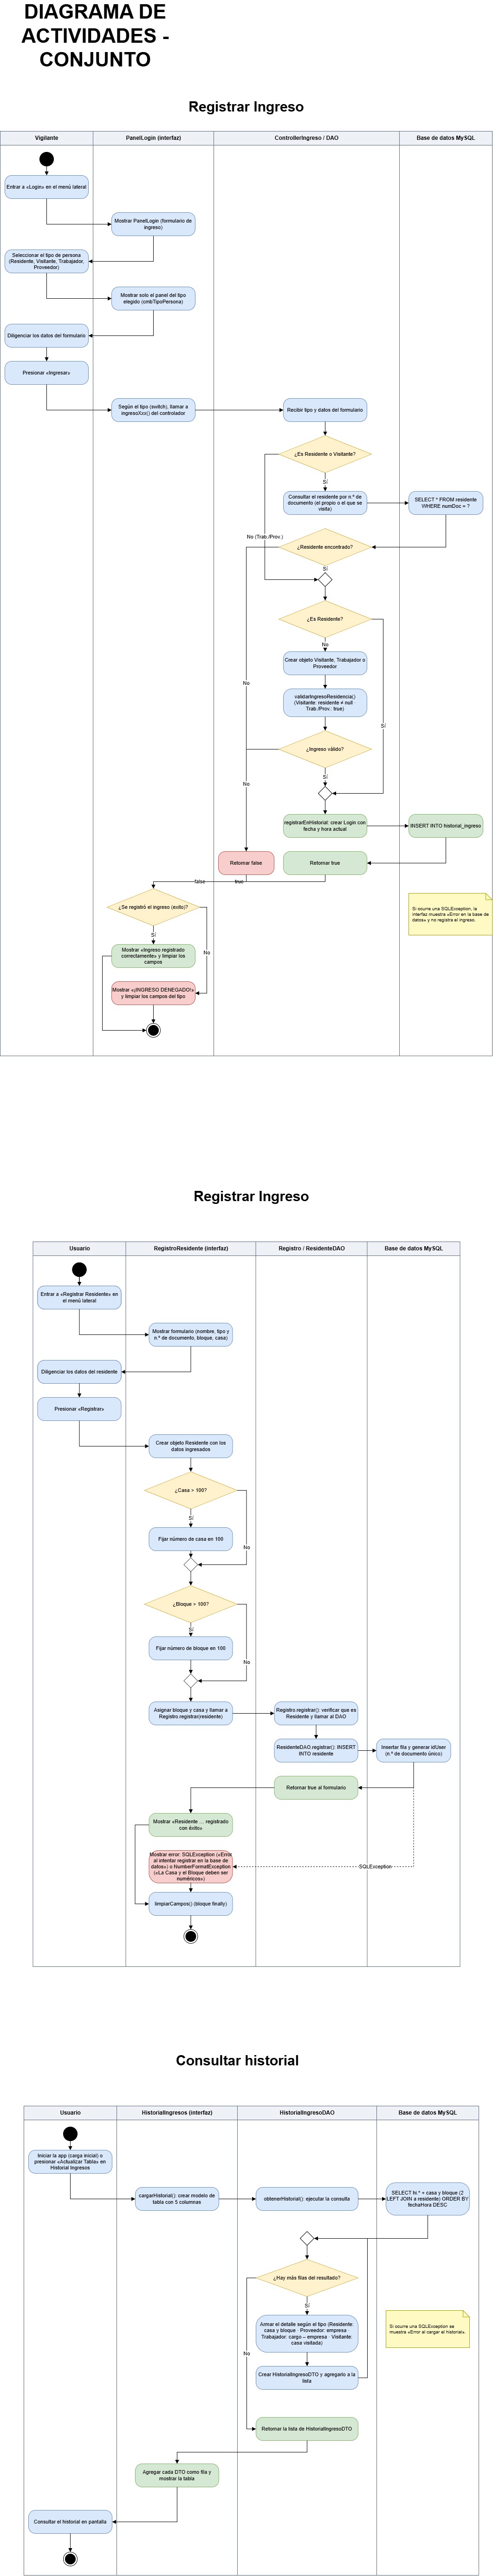 DIAGRAMA DE
ACTIVIDADES -
CONJUNTO
Registrar Ingreso
Vigilante
PanelLogin (interfaz)
ControllerIngreso / DAO
Base de datos MySQL
Entrar a «Login» en el menú lateral
Mostrar PanelLogin (formulario de
ingreso)
Seleccionar el tipo de persona
(Residente, Visitante, Trabajador,
Proveedor)
Mostrar solo el panel del tipo
elegido (cmbTipoPersona)
Diligenciar los datos del formulario
Presionar «Ingresar»
Según el tipo (switch), llamar a
ingresoXxx() del controlador
Recibir tipo y datos del formulario
¿Es Residente o Visitante?
Sí
Consultar el residente por n.º de
documento (el propio o el que se
visita)
SELECT * FROM residente
WHERE numDoc = ?
No (Trab./Prov.)
¿Residente encontrado?
Sí
¿Es Residente?
No
Crear objeto Visitante, Trabajador o
Proveedor
No
validarIngresoResidencia()
(Visitante: residente ≠ null ·
Trab./Prov.: true)
Sí
¿Ingreso válido?
Sí
No
registrarEnHistorial: crear Login con
fecha y hora actual
INSERT INTO historial_ingreso
Retornar false
Retornar true
false
true
¿Se registró el ingreso (exito)?
Sí
No
Si ocurre una SQLException, la
interfaz muestra «Error en la base de
datos» y no registra el ingreso.
Mostrar «Ingreso registrado
correctamente» y limpiar los
campos
Mostrar «¡INGRESO DENEGADO!»
y limpiar los campos del tipo
Registrar Ingreso
Usuario
RegistroResidente (interfaz)
Registro / ResidenteDAO
Base de datos MySQL
Entrar a «Registrar Residente» en
el menú lateral
Mostrar formulario (nombre, tipo y
n.º de documento, bloque, casa)
Diligenciar los datos del residente
Presionar «Registrar»
Crear objeto Residente con los
datos ingresados
¿Casa > 100?
Sí
Fijar número de casa en 100
No
¿Bloque > 100?
Sí
Fijar número de bloque en 100
No
Asignar bloque y casa y llamar a
Registro.registrar(residente)
Registro.registrar(): verificar que es
Residente y llamar al DAO
ResidenteDAO.registrar(): INSERT
INTO residente
Insertar fila y generar idUser
(n.º de documento único)
Retornar true al formulario
Mostrar «Residente ... registrado
con éxito»
Mostrar error: SQLException («Error
al intentar registrar en la base de
datos») o NumberFormatException
(«La Casa y el Bloque deben ser
numéricos»)
SQLException
limpiarCampos() (bloque finally)
Consultar historial
Usuario
HistorialIngresos (interfaz)
HistorialIngresoDAO
Base de datos MySQL
Iniciar la app (carga inicial) o
presionar «Actualizar Tabla» en
Historial Ingresos
cargarHistorial(): crear modelo de
tabla con 5 columnas
obtenerHistorial(): ejecutar la
consulta
SELECT hi.* + casa y bloque (2
LEFT JOIN a residente) ORDER BY
fechaHora DESC
¿Hay más filas del resultado?
Sí
Armar el detalle según el tipo (Residente:
casa y bloque · Proveedor: empresa ·
Trabajador: cargo – empresa · Visitante:
casa visitada)
Si ocurre una SQLException se
muestra «Error al cargar el historial».
No
Crear HistorialIngresoDTO y agregarlo a la
lista
Retornar la lista de HistorialIngresoDTO
Agregar cada DTO como fila y
mostrar la tabla
Consultar el historial en pantalla